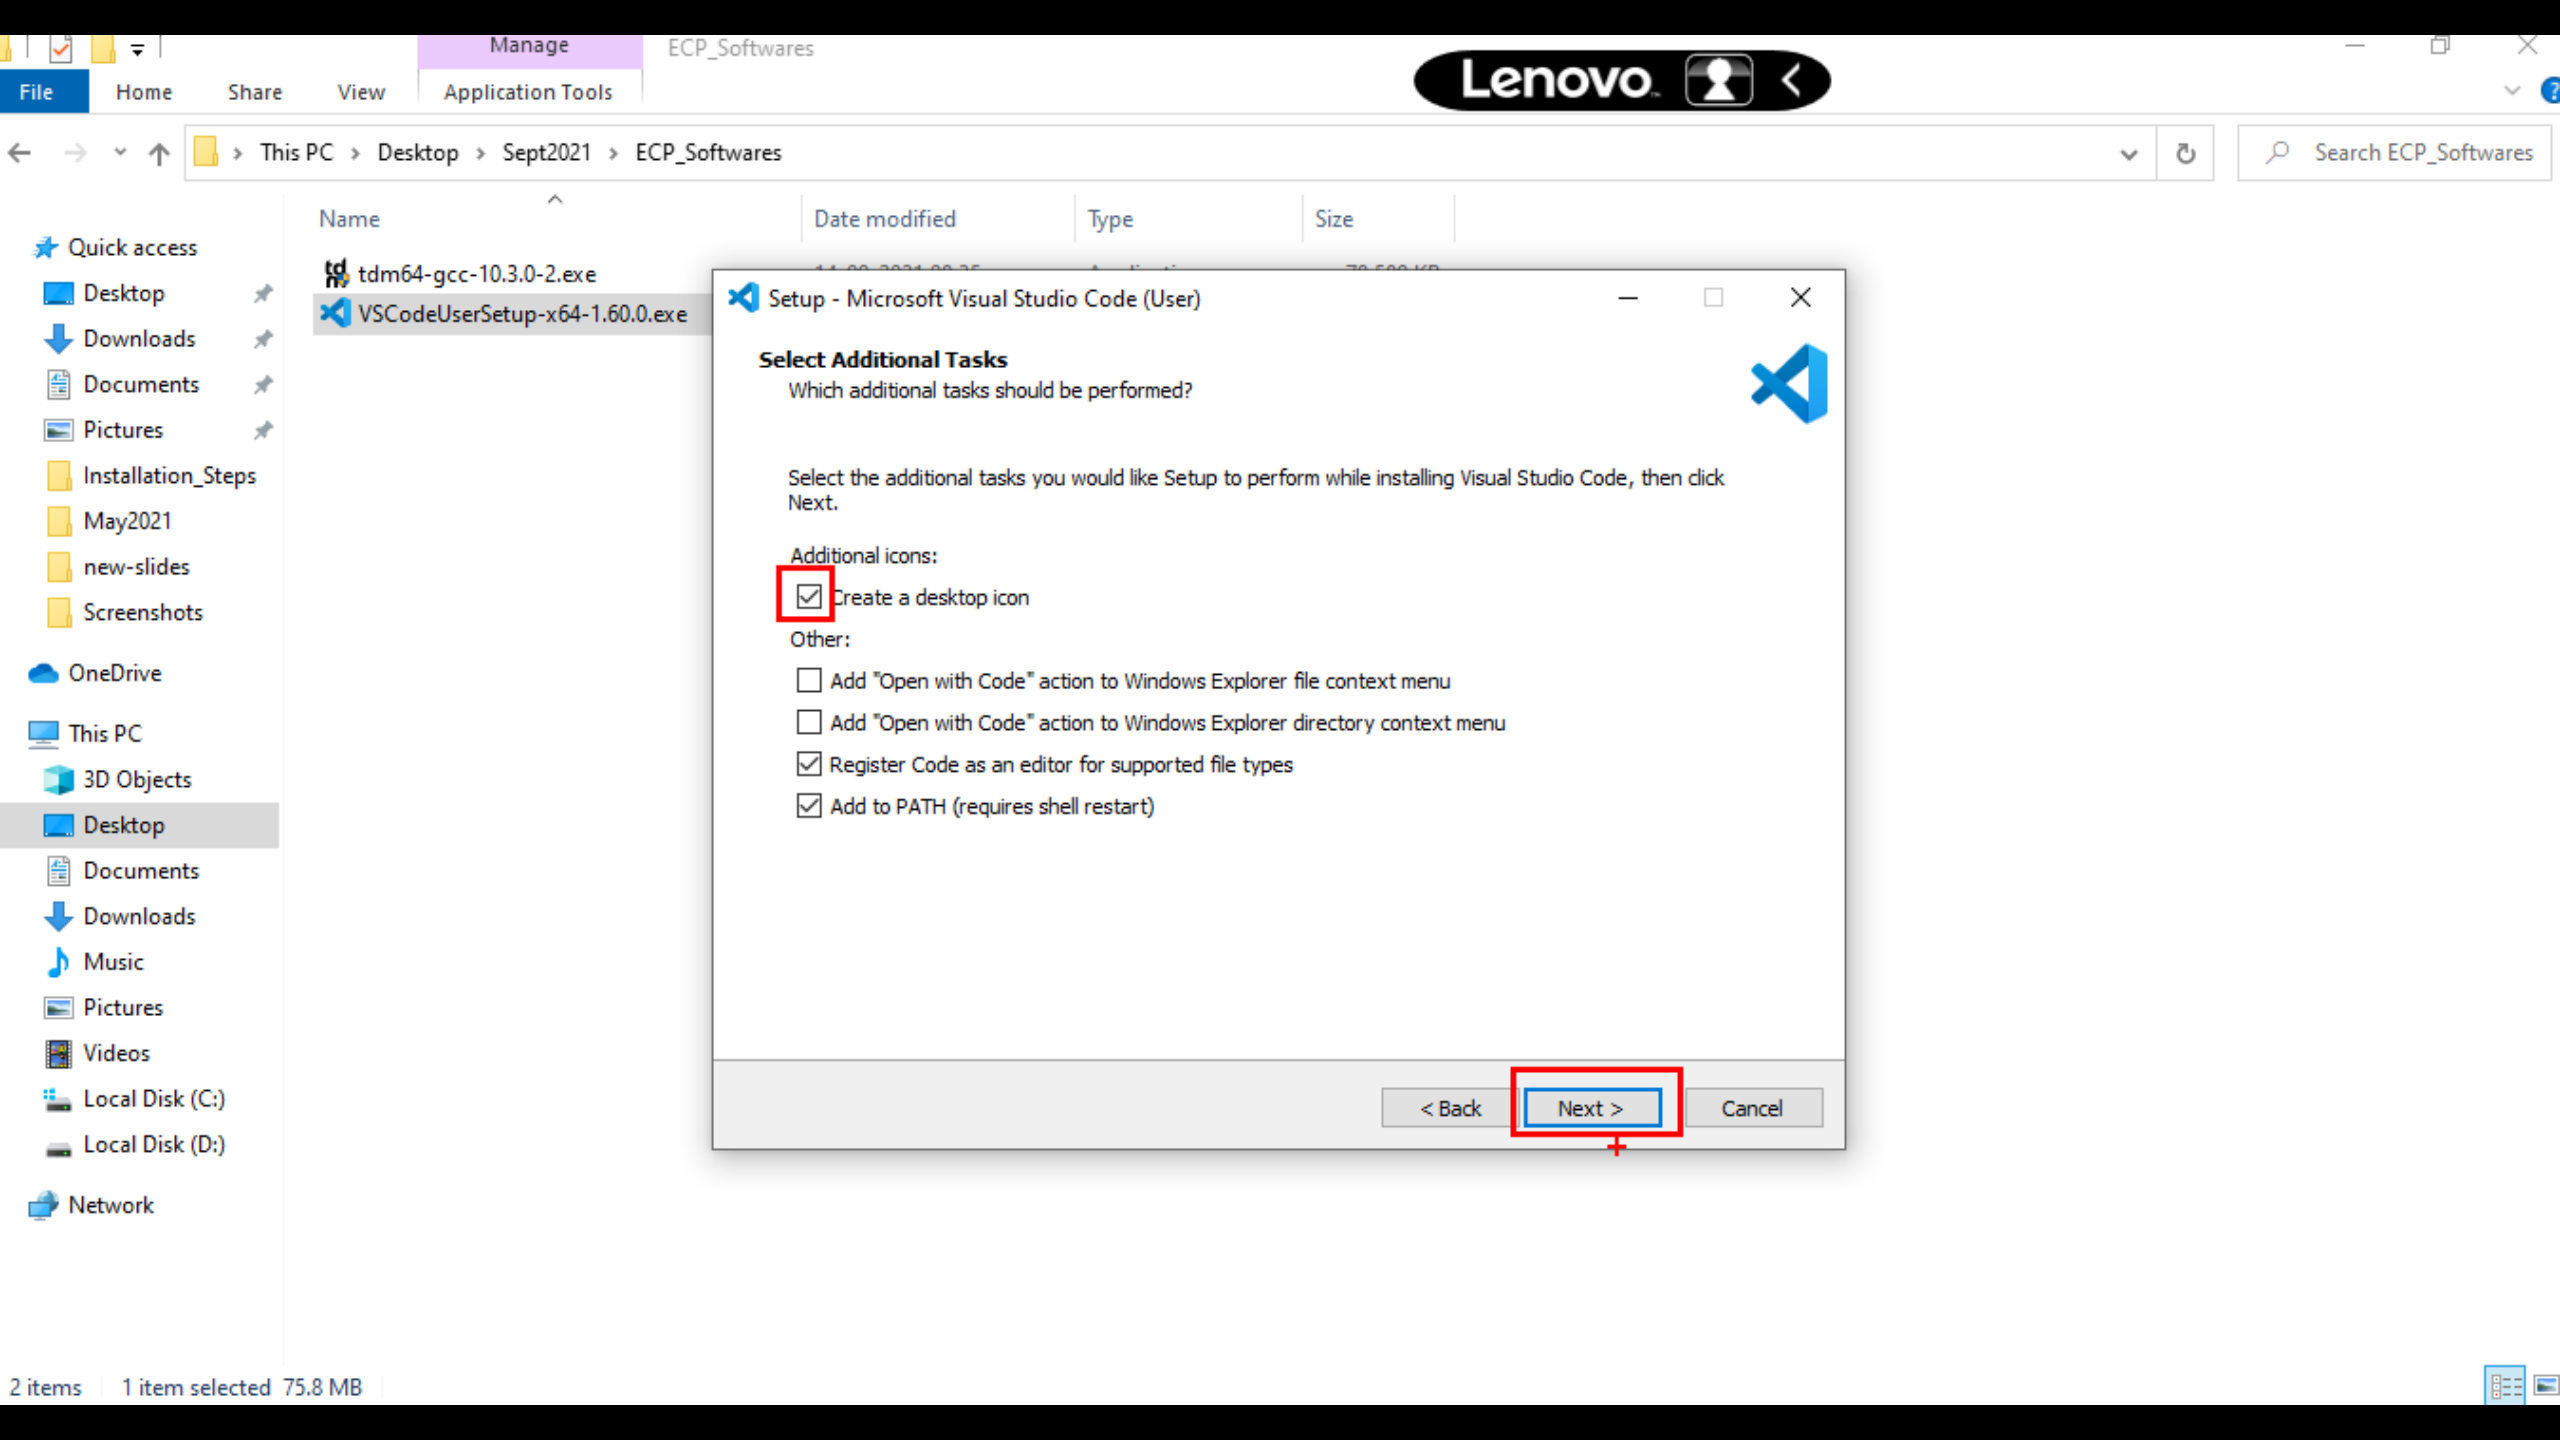 Manage
ECP_Softwares
Lenovo
File
Home
Share
View
Application Tools
This PC
Desktop
Sept2021
ECP_Softwares
Search ECP_Softwares
Name
Date modified
Type
Size
tdm64-gcc-10.3.0-2.exe
VSCodeUserSetup-x64-1.60.0.exe
Quick access
Desktop
Downloads
Documents
Pictures
Installation_Steps
May2021
new-slides
Screenshots
OneDrive
This PC
3D Objects
Desktop
Documents
Downloads
Music
Pictures
Videos
Local Disk (C:)
Local Disk (D:)
Network
Setup - Microsoft Visual Studio Code (User)
Select Additional Tasks
Which additional tasks should be performed?
Select the additional tasks you would like Setup to perform while installing Visual Studio Code, then click
Next.
Additional icons:
Create a desktop icon
Other:
Add "Open with Code" action to Windows Explorer file context menu
Add "Open with Code" action to Windows Explorer directory context menu
Register Code as an editor for supported file types
Add to PATH (requires shell restart)
< Back
Next >
Cancel
2 items
1 item selected 75.8 MB